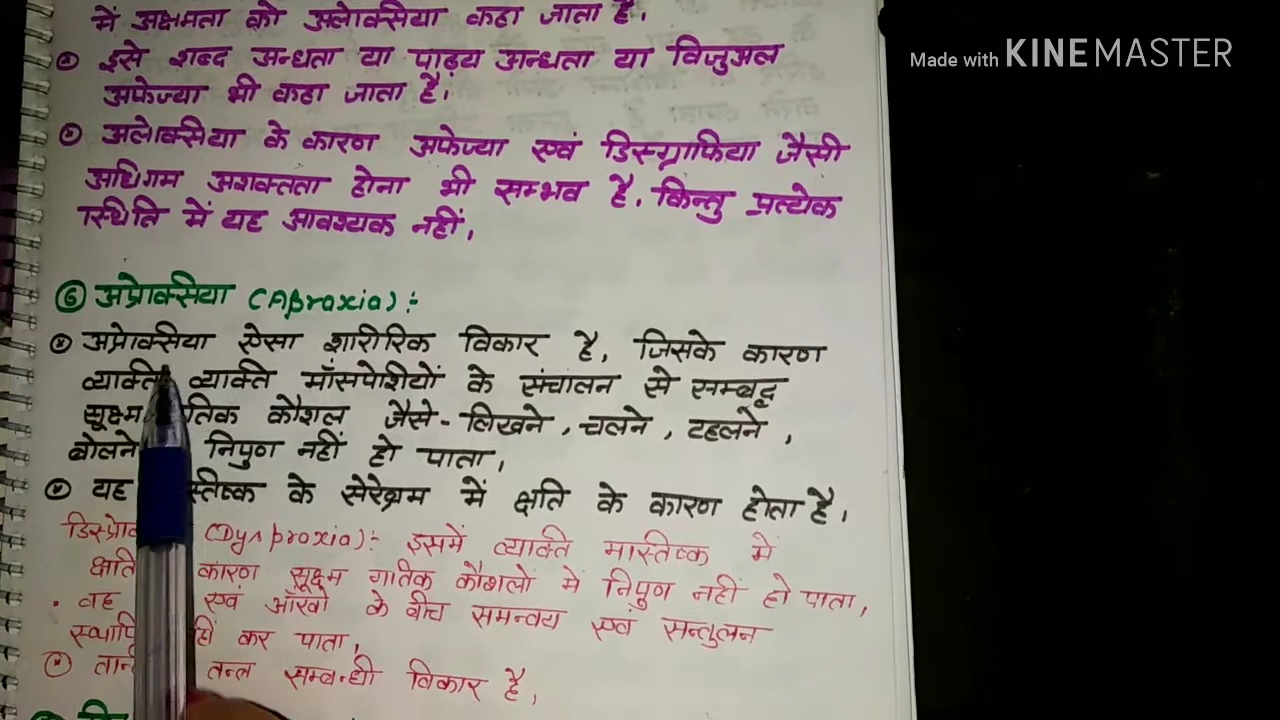 में अक्षमता को अलेक्सिया कहा जाता है।
इसे शब्द अन्धता या पाठ्य अन्धता या विजुअल
अफेज्या भी कहा जाता है।
अलेक्सिया के कारण अफेज्या एवं डिसग्राफिया जैसी
अधिगम अशक्तता होना भी सम्भव है, किन्तु प्रत्येक
स्थिति में यह आवश्यक नहीं,
6 अप्रेक्सिया (Apraxia):-
अप्रेक्सिया ऐसा शारीरिक विकार है, जिसके कारण
व्यक्ति व्यक्ति माँसपेशीयों के संचालन से सम्बद्ध
सूक्ष्म तिक कौशल जैसे- लिखने, चलने, टहलने,
बोलने निपुण नहीं हो पाता,
यह स्तिष्क के सेरेब्रम में क्षति के कारण होता है।
(Dyspraxia): इसमें व्यक्ति मस्तिष्क में
क्षति कारण सूक्ष्म गतिक कौशलों में निपुण नहीं हो पाता,
वह एवं आँखो के बीच समन्वय एवं सन्तुलन
कर पाता,
सम्बन्धी विकार है,
Made with KINEMASTER